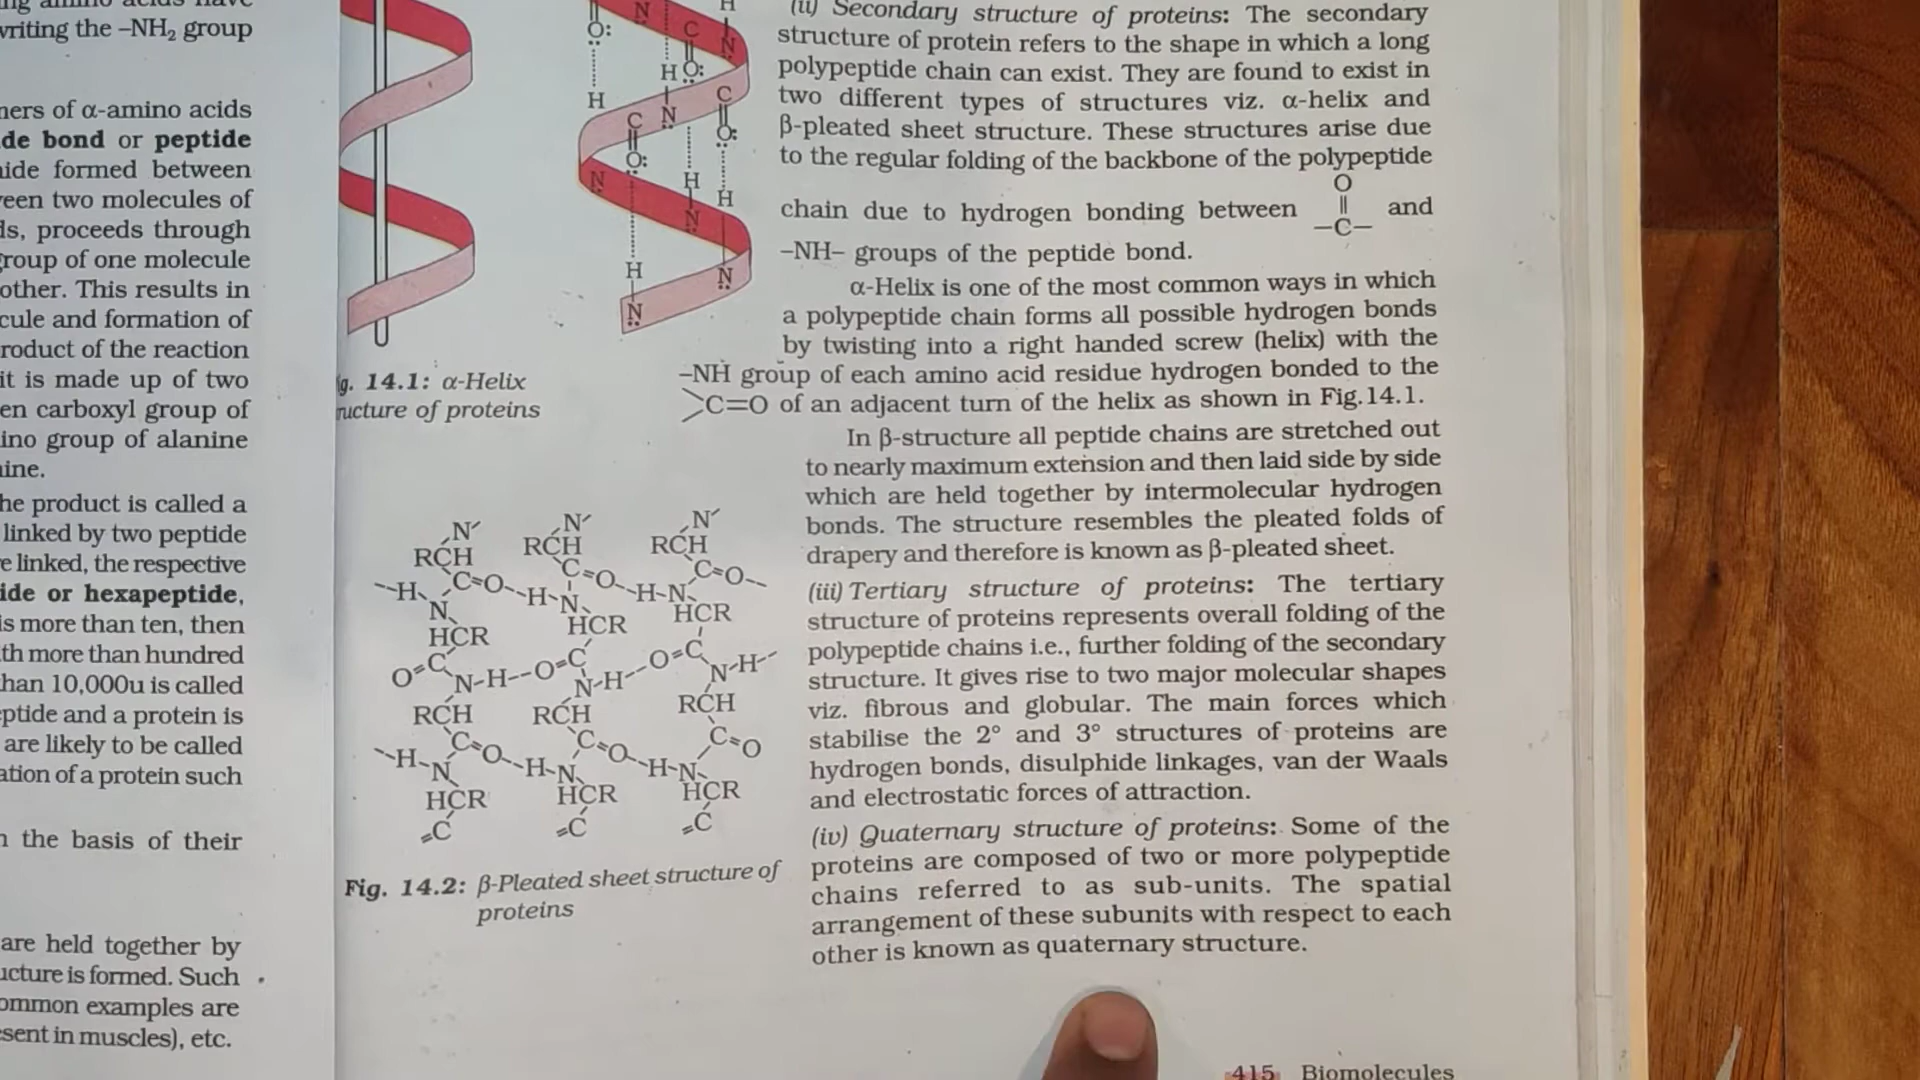 writing the –NH₂ group
mers of α-amino acids
de bond or peptide
formed between
two molecules of
proceeds through
group of one molecule
other. This results in
and formation of
of the reaction
it is made up of two
carboxyl group of
group of alanine
he product is called a
linked by two peptide
e linked, the respective
ide or hexapeptide,
is more than ten, then
th more than hundred
than 10,000u is called
and a protein is
are likely to be called
ation of a protein such
the basis of their
are held together by
is formed. Such
ommon examples are
sent in muscles), etc.
O:
H
N
C
O:
H
N
H
N
C
O:
N
C
O:
H
N
H
N
H
N
N
g. 14.1: α-Helix
ructure of proteins
N N N
RCH RCH RCH
C=O C=O C=O
--H H-N H-N
N HCR HCR
HCR
O=C N-H--O=C N-H--O=C N-H--
RCH RCH RCH
C=O C=O C=O
--H-N H-N H-N
HCR HCR HCR
=C =C =C
Fig. 14.2: β-Pleated sheet structure of
proteins
(ii) Secondary structure of proteins: The secondary
structure of protein refers to the shape in which a long
polypeptide chain can exist. They are found to exist in
two different types of structures viz. α-helix and
β-pleated sheet structure. These structures arise due
to the regular folding of the backbone of the polypeptide
O
||
chain due to hydrogen bonding between –C– and
–NH– groups of the peptide bond.
α-Helix is one of the most common ways in which
a polypeptide chain forms all possible hydrogen bonds
by twisting into a right handed screw (helix) with the
–NH group of each amino acid residue hydrogen bonded to the
>C=O of an adjacent turn of the helix as shown in Fig.14.1.
In β-structure all peptide chains are stretched out
to nearly maximum extension and then laid side by side
which are held together by intermolecular hydrogen
bonds. The structure resembles the pleated folds of
drapery and therefore is known as β-pleated sheet.
(iii) Tertiary structure of proteins: The tertiary
structure of proteins represents overall folding of the
polypeptide chains i.e., further folding of the secondary
structure. It gives rise to two major molecular shapes
viz. fibrous and globular. The main forces which
stabilise the 2° and 3° structures of proteins are
hydrogen bonds, disulphide linkages, van der Waals
and electrostatic forces of attraction.
(iv) Quaternary structure of proteins: Some of the
proteins are composed of two or more polypeptide
chains referred to as sub-units. The spatial
arrangement of these subunits with respect to each
other is known as quaternary structure.
415 Biomolecules